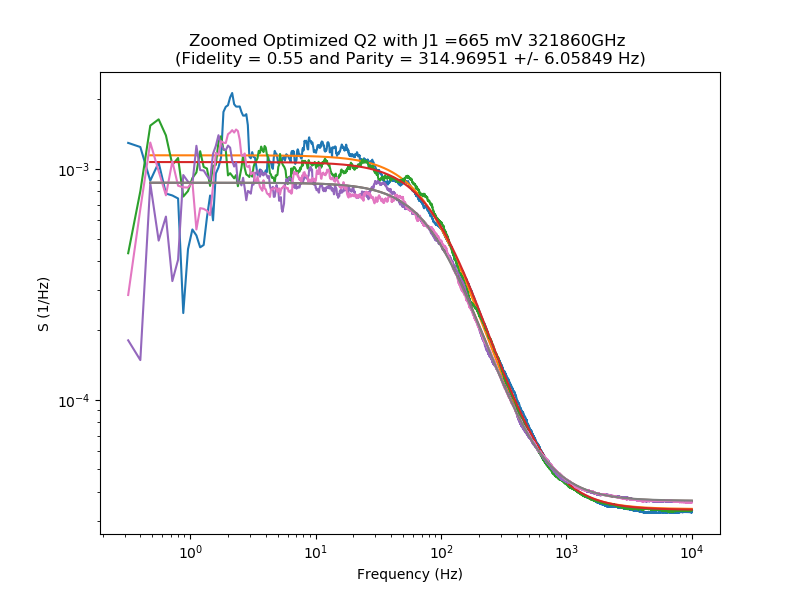 Zoomed Optimized Q2 with J1 =665 mV 321860GHz
(Fidelity = 0.55 and Parity = 314.96951 +/- 6.05849 Hz)
S (1/Hz)
10⁻³
10⁻⁴
10⁰ 10¹ 10² 10³ 10⁴
Frequency (Hz)